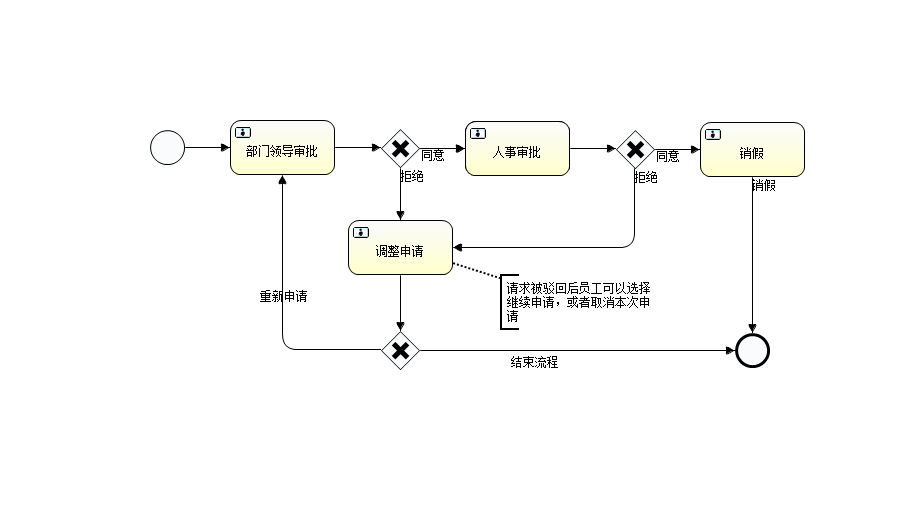 部门领导审批
同意
人事审批
同意
销假
拒绝
拒绝
销假
调整申请
请求被驳回后员工可以选择
继续申请，或者取消本次申
请
重新申请
结束流程